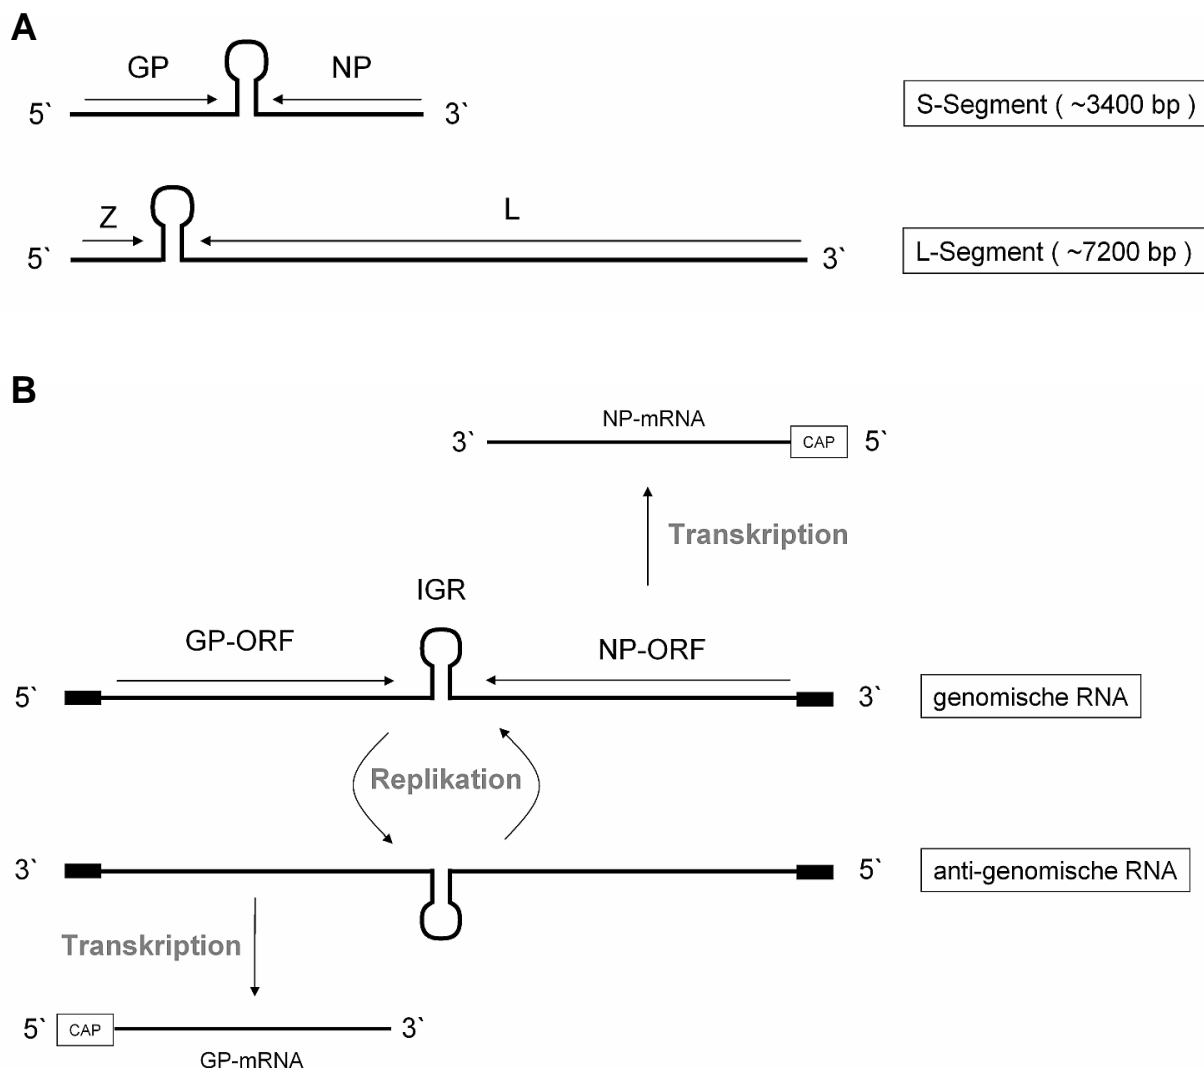 A
GP
NP
5`
3`
S-Segment ( ~3400 bp )
Z
L
5`
3`
L-Segment ( ~7200 bp )
B
NP-mRNA
3`
CAP
5`
Transkription
IGR
GP-ORF
NP-ORF
5`
3`
genomische RNA
Replikation
3`
5`
anti-genomische RNA
Transkription
5`
CAP
3`
GP-mRNA